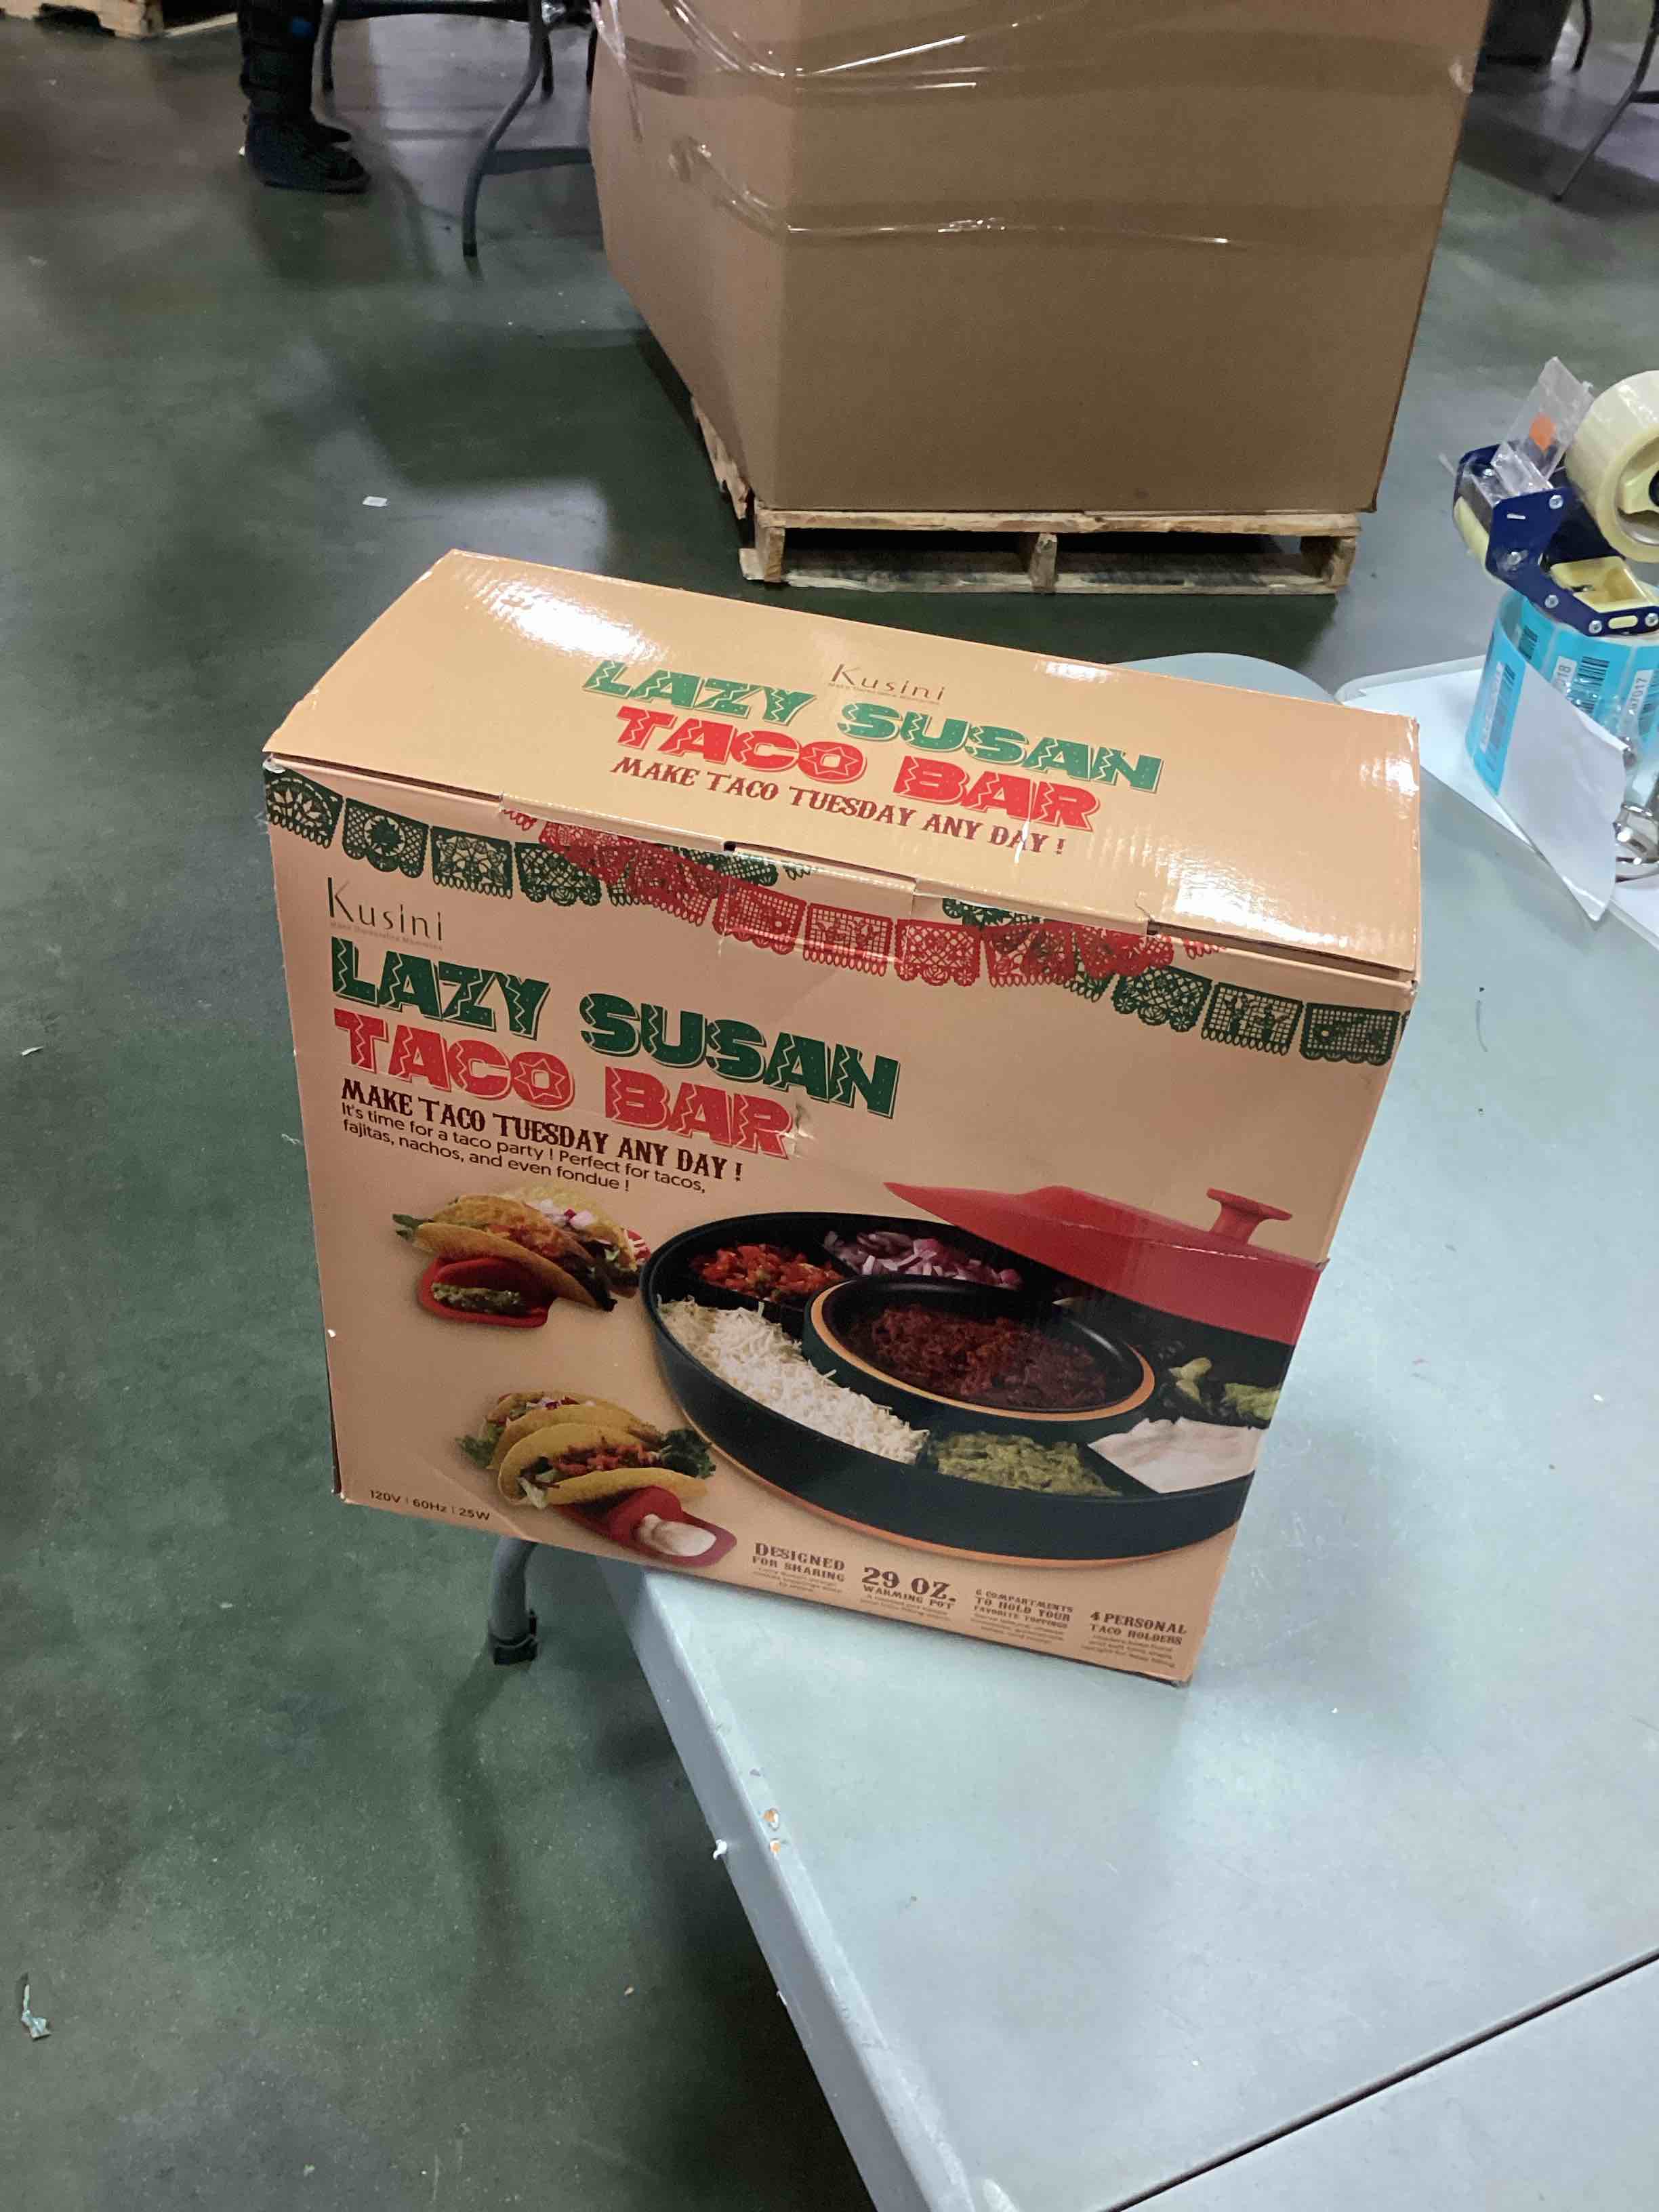 Kusini
LAZY SUSAN
TACO BAR
MAKE TACO TUESDAY ANY DAY !
Kusini
LAZY SUSAN
TACO BAR
MAKE TACO TUESDAY ANY DAY !
It's time for a taco party ! Perfect for tacos,
fajitas, nachos, and even fondue !
120V | 60Hz | 25W
DESIGNED
FOR SHARING
29 OZ.
WARMING POT
6 COMPARTMENTS
TO HOLD YOUR
FAVORITE TOPPINGS
4 PERSONAL
TACO HOLDERS